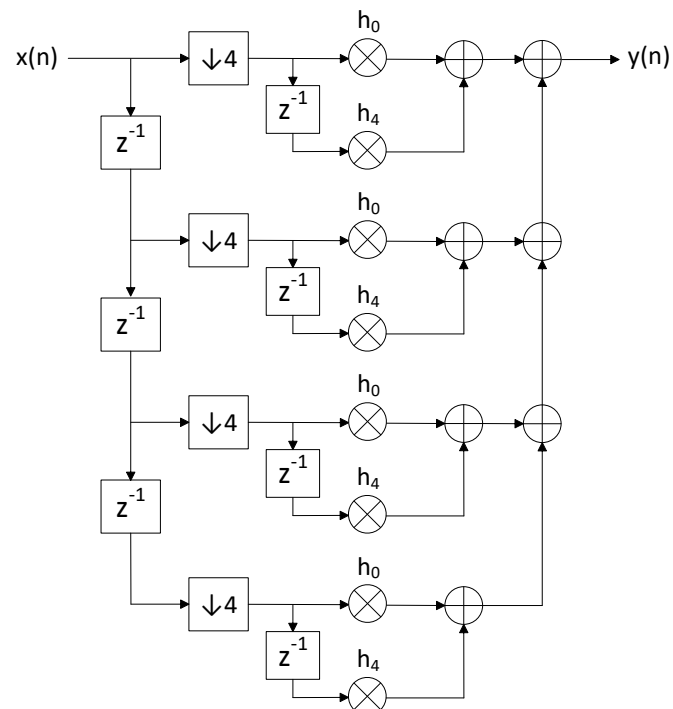 h₀
x(n) ↓4 y(n)
z⁻¹
h₄
z⁻¹
h₀
↓4
z⁻¹
h₄
z⁻¹
h₀
↓4
z⁻¹
h₄
z⁻¹
h₀
↓4
z⁻¹
h₄